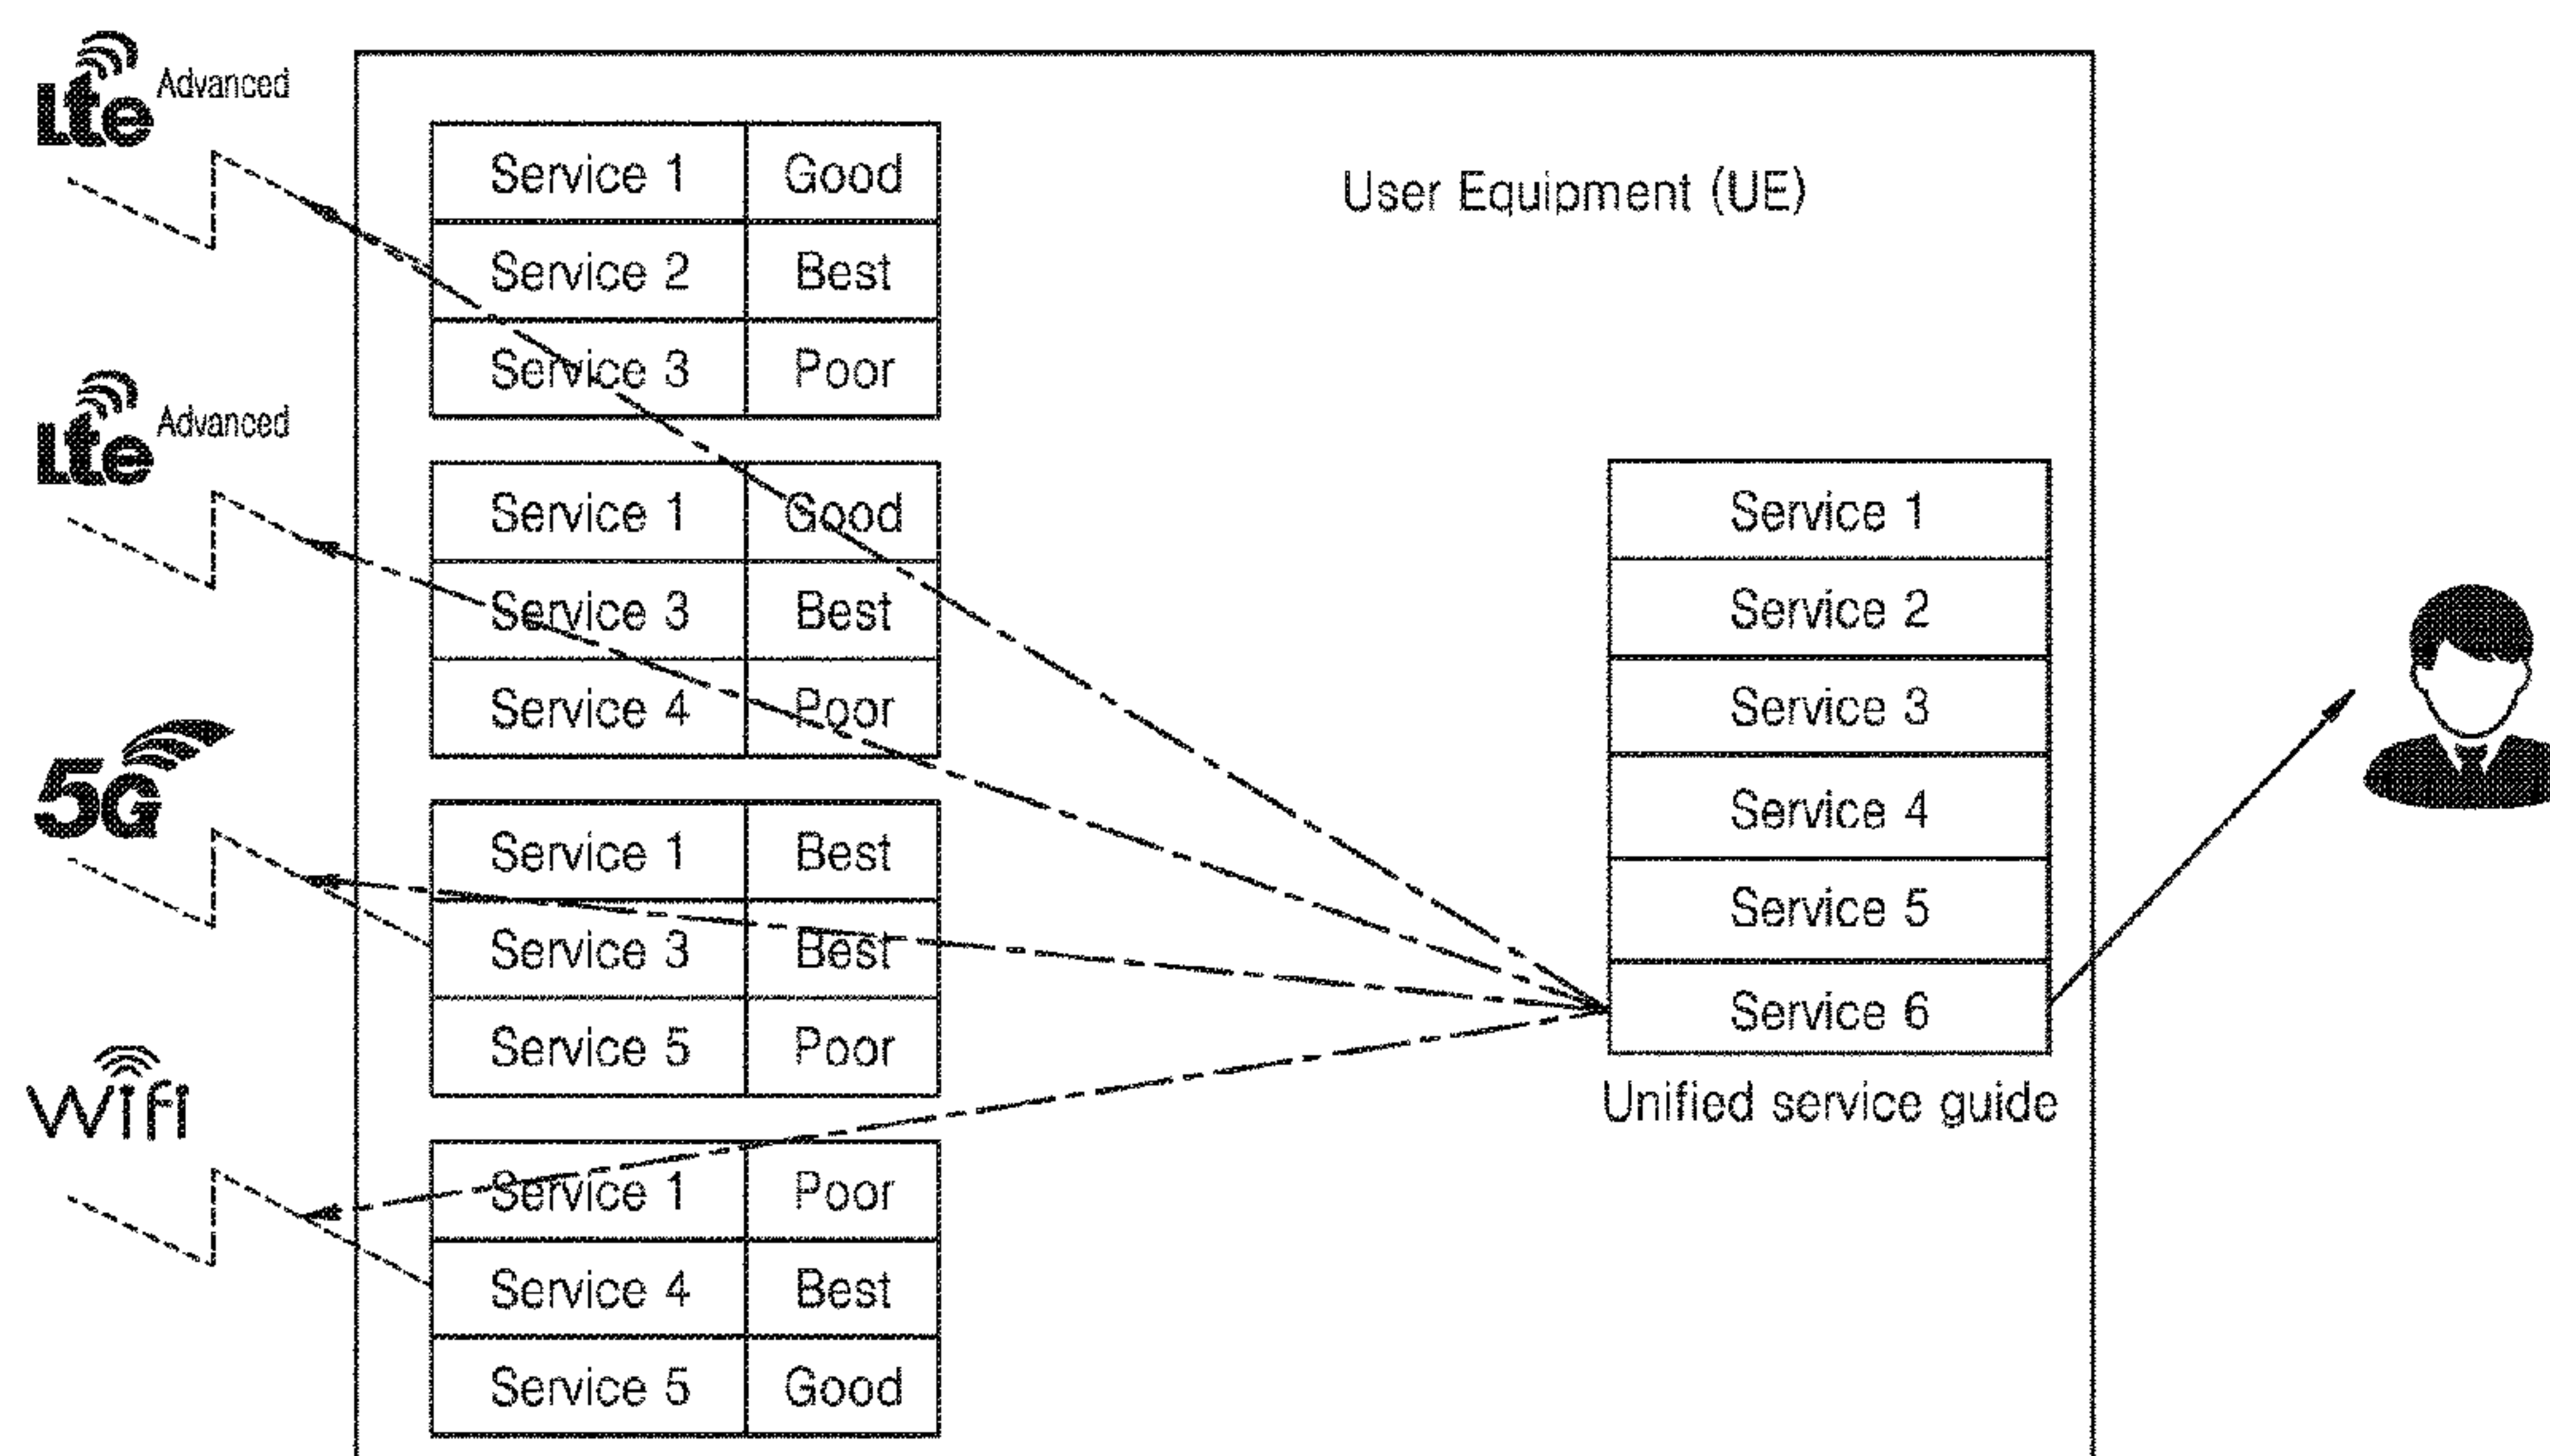 Lte Advanced
Service 1 Good
Service 2 Best
Service 3 Poor
User Equipment (UE)
Lte Advanced
Service 1 Good
Service 3 Best
Service 4 Poor
5G
Service 1 Best
Service 3 Best
Service 5 Poor
Wifi
Service 1 Poor
Service 4 Best
Service 5 Good
Service 1
Service 2
Service 3
Service 4
Service 5
Service 6
Unified service guide